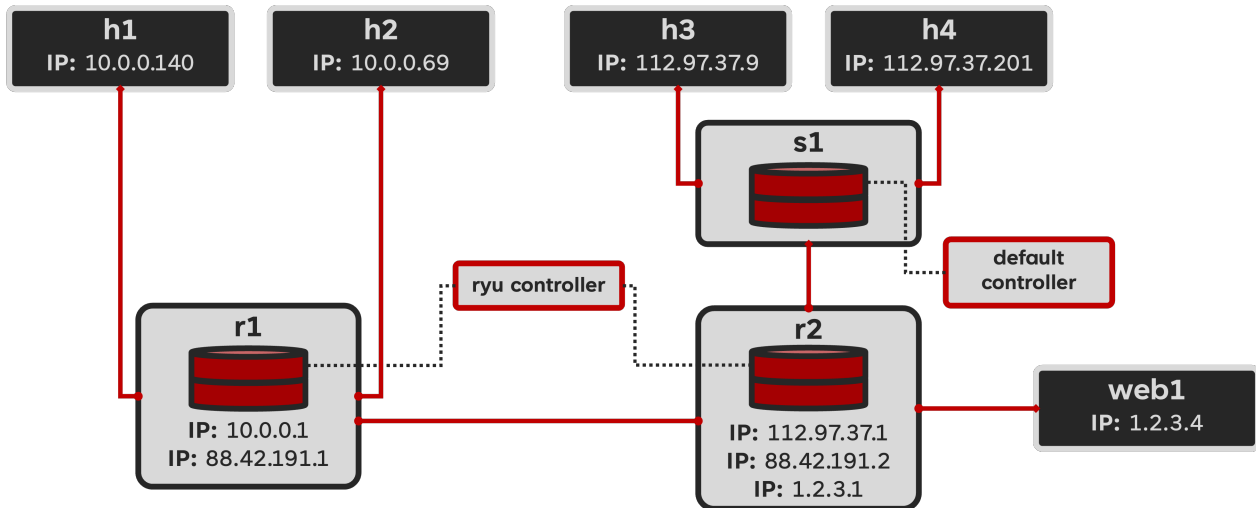 h1
IP: 10.0.0.140
h2
IP: 10.0.0.69
h3
IP: 112.97.37.9
h4
IP: 112.97.37.201
s1
default
controller
ryu controller
r1
IP: 10.0.0.1
IP: 88.42.191.1
r2
IP: 112.97.37.1
IP: 88.42.191.2
IP: 1.2.3.1
web1
IP: 1.2.3.4